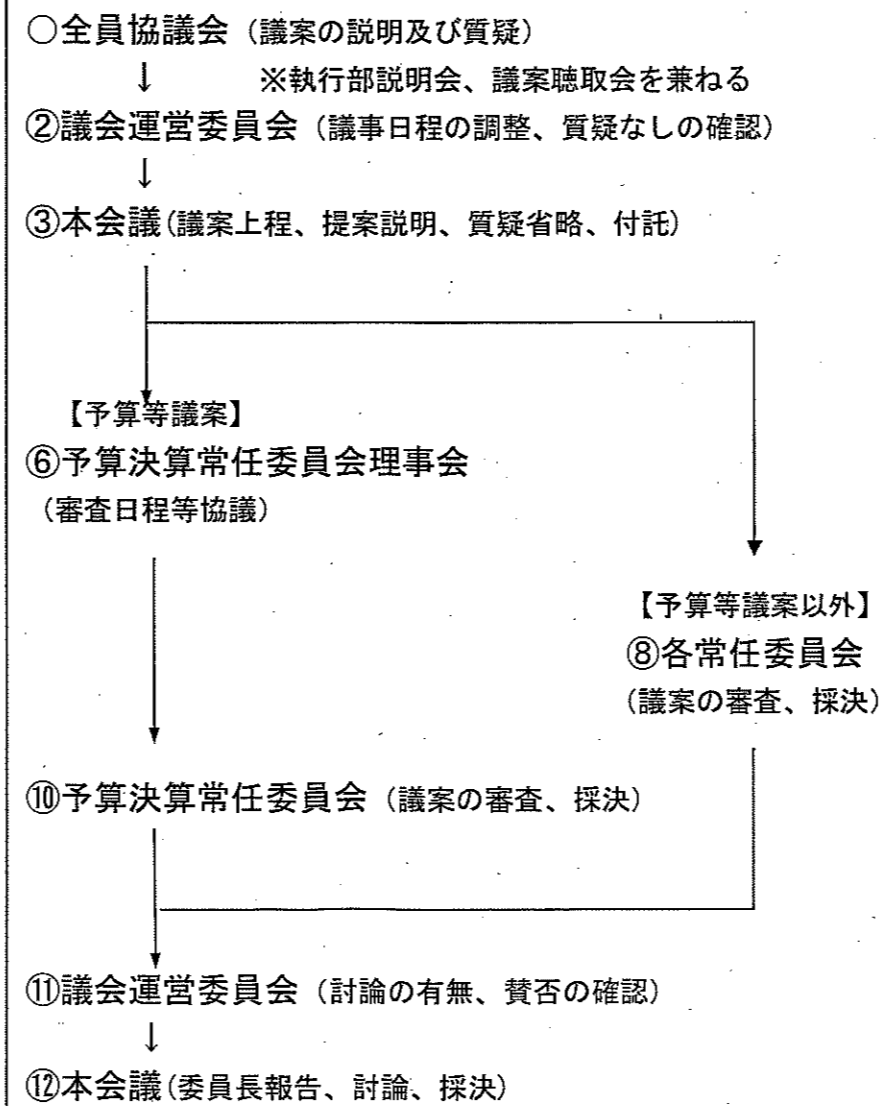 ○全員協議会（議案の説明及び質疑）
↓ ※執行部説明会、議案聴取会を兼ねる
②議会運営委員会（議事日程の調整、質疑なしの確認）
↓
③本会議（議案上程、提案説明、質疑省略、付託）
【予算等議案】
⑥予算決算常任委員会理事会
（審査日程等協議）
【予算等議案以外】
⑧各常任委員会
（議案の審査、採決）
⑩予算決算常任委員会（議案の審査、採決）
⑪議会運営委員会（討論の有無、賛否の確認）
↓
⑫本会議（委員長報告、討論、採決）